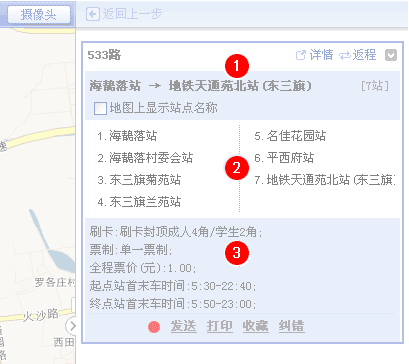 摄像头
返回上一步
533路
详情
返程
1
海鶄落站 → 地铁天通苑北站(东三旗) [7站]
地图上显示站点名称
1. 海鶄落站
2. 海鶄落村委会站
3. 东三旗菊苑站
4. 东三旗兰苑站
2
5. 名佳花园站
6. 平西府站
7. 地铁天通苑北站(东三旗)
刷卡:刷卡封顶成人4角/学生2角;
票制:单一票制;
3
全程票价(元):1.00;
起点站首末车时间:5:30-22:40;
终点站首末车时间:5:50-23:00;
发送 打印 收藏 纠错
罗各庄村
火沙路
西田各庄